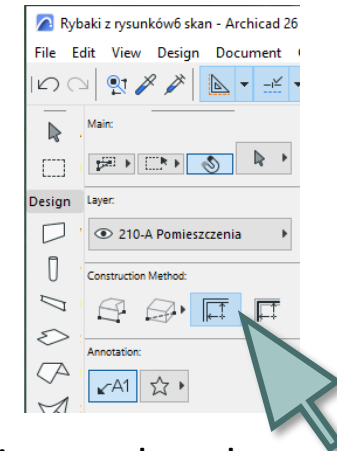 Rybaki z rysunków6 skan - Archicad 26
File Edit View Design Document
Main:
Design
Layer:
210-A Pomieszczenia
Construction Method:
Annotation:
A1